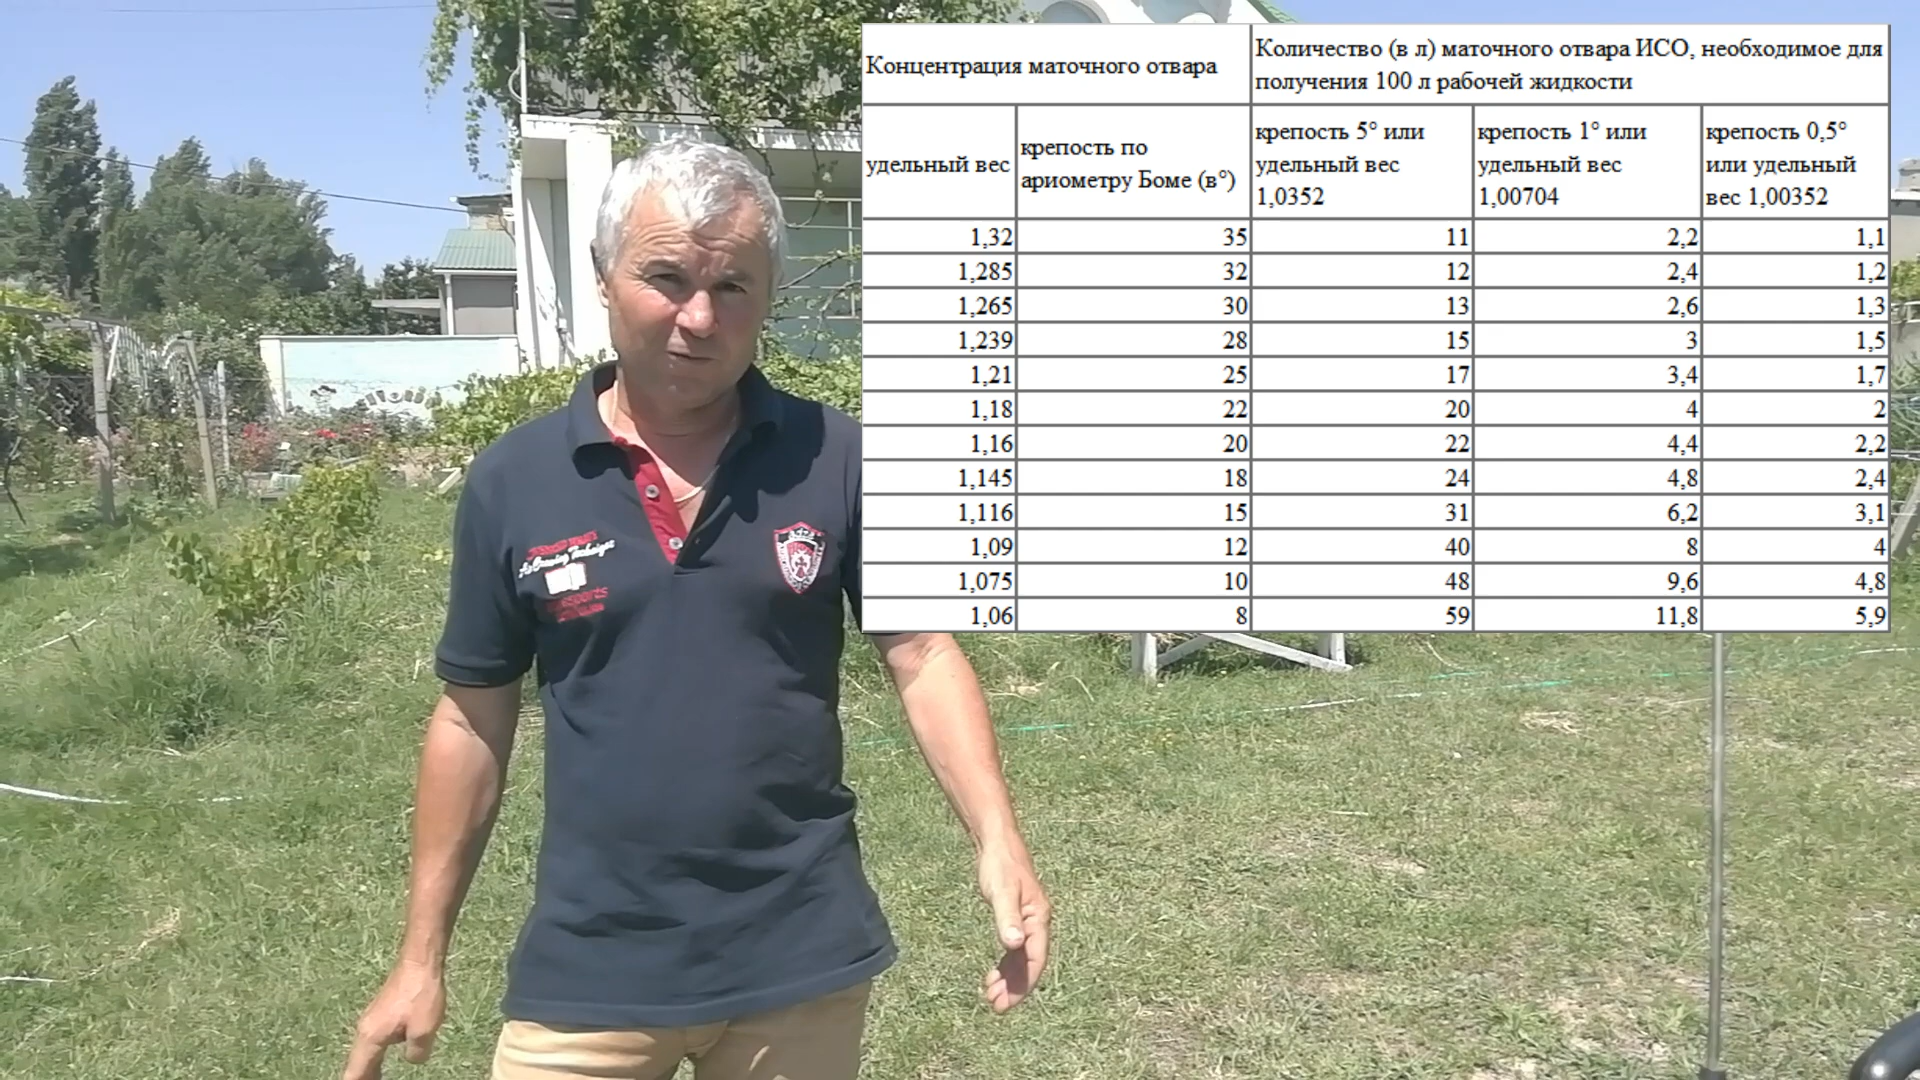 Концентрация маточного отвара
Количество (в л) маточного отвара ИСО, необходимое для
получения 100 л рабочей жидкости
удельный вес
крепость по
ариометру Боме (в°)
крепость 5° или
удельный вес
1,0352
крепость 1° или
удельный вес
1,00704
крепость 0,5°
или удельный
вес 1,00352
1,32 35 11 2,2 1,1
1,285 32 12 2,4 1,2
1,265 30 13 2,6 1,3
1,239 28 15 3 1,5
1,21 25 17 3,4 1,7
1,18 22 20 4 2
1,16 20 22 4,4 2,2
1,145 18 24 4,8 2,4
1,116 15 31 6,2 3,1
1,09 12 40 8 4
1,075 10 48 9,6 4,8
1,06 8 59 11,8 5,9